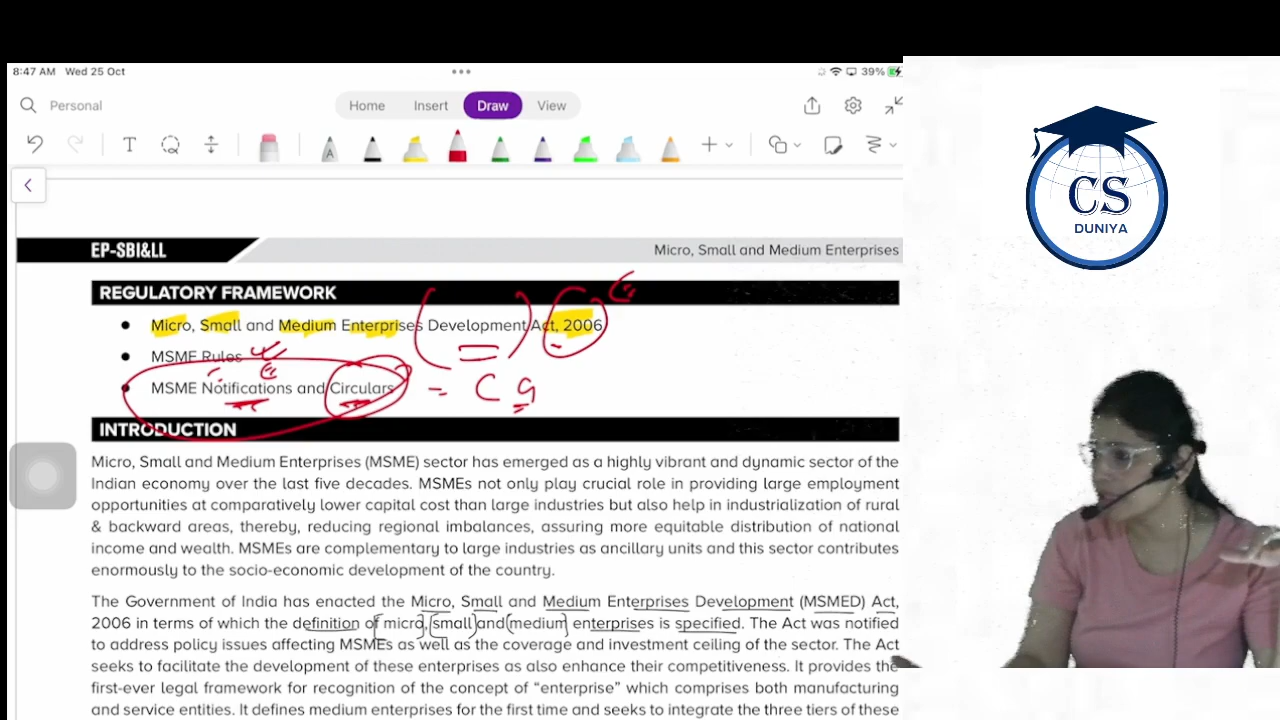 8:47 AM Wed 25 Oct
39%
Personal
Home Insert Draw View
T
A
CS
DUNIYA
EP-SBI&LL
Micro, Small and Medium Enterprises
REGULATORY FRAMEWORK
● Micro, Small and Medium Enterprises Development Act, 2006
● MSME Rules
● MSME Notifications and Circulars = CG
INTRODUCTION
Micro, Small and Medium Enterprises (MSME) sector has emerged as a highly vibrant and dynamic sector of the
Indian economy over the last five decades. MSMEs not only play crucial role in providing large employment
opportunities at comparatively lower capital cost than large industries but also help in industrialization of rural
& backward areas, thereby, reducing regional imbalances, assuring more equitable distribution of national
income and wealth. MSMEs are complementary to large industries as ancillary units and this sector contributes
enormously to the socio-economic development of the country.
The Government of India has enacted the Micro, Small and Medium Enterprises Development (MSMED) Act,
2006 in terms of which the definition of micro, small and medium enterprises is specified. The Act was notified
to address policy issues affecting MSMEs as well as the coverage and investment ceiling of the sector. The Act
seeks to facilitate the development of these enterprises as also enhance their competitiveness. It provides the
first-ever legal framework for recognition of the concept of “enterprise” which comprises both manufacturing
and service entities. It defines medium enterprises for the first time and seeks to integrate the three tiers of these